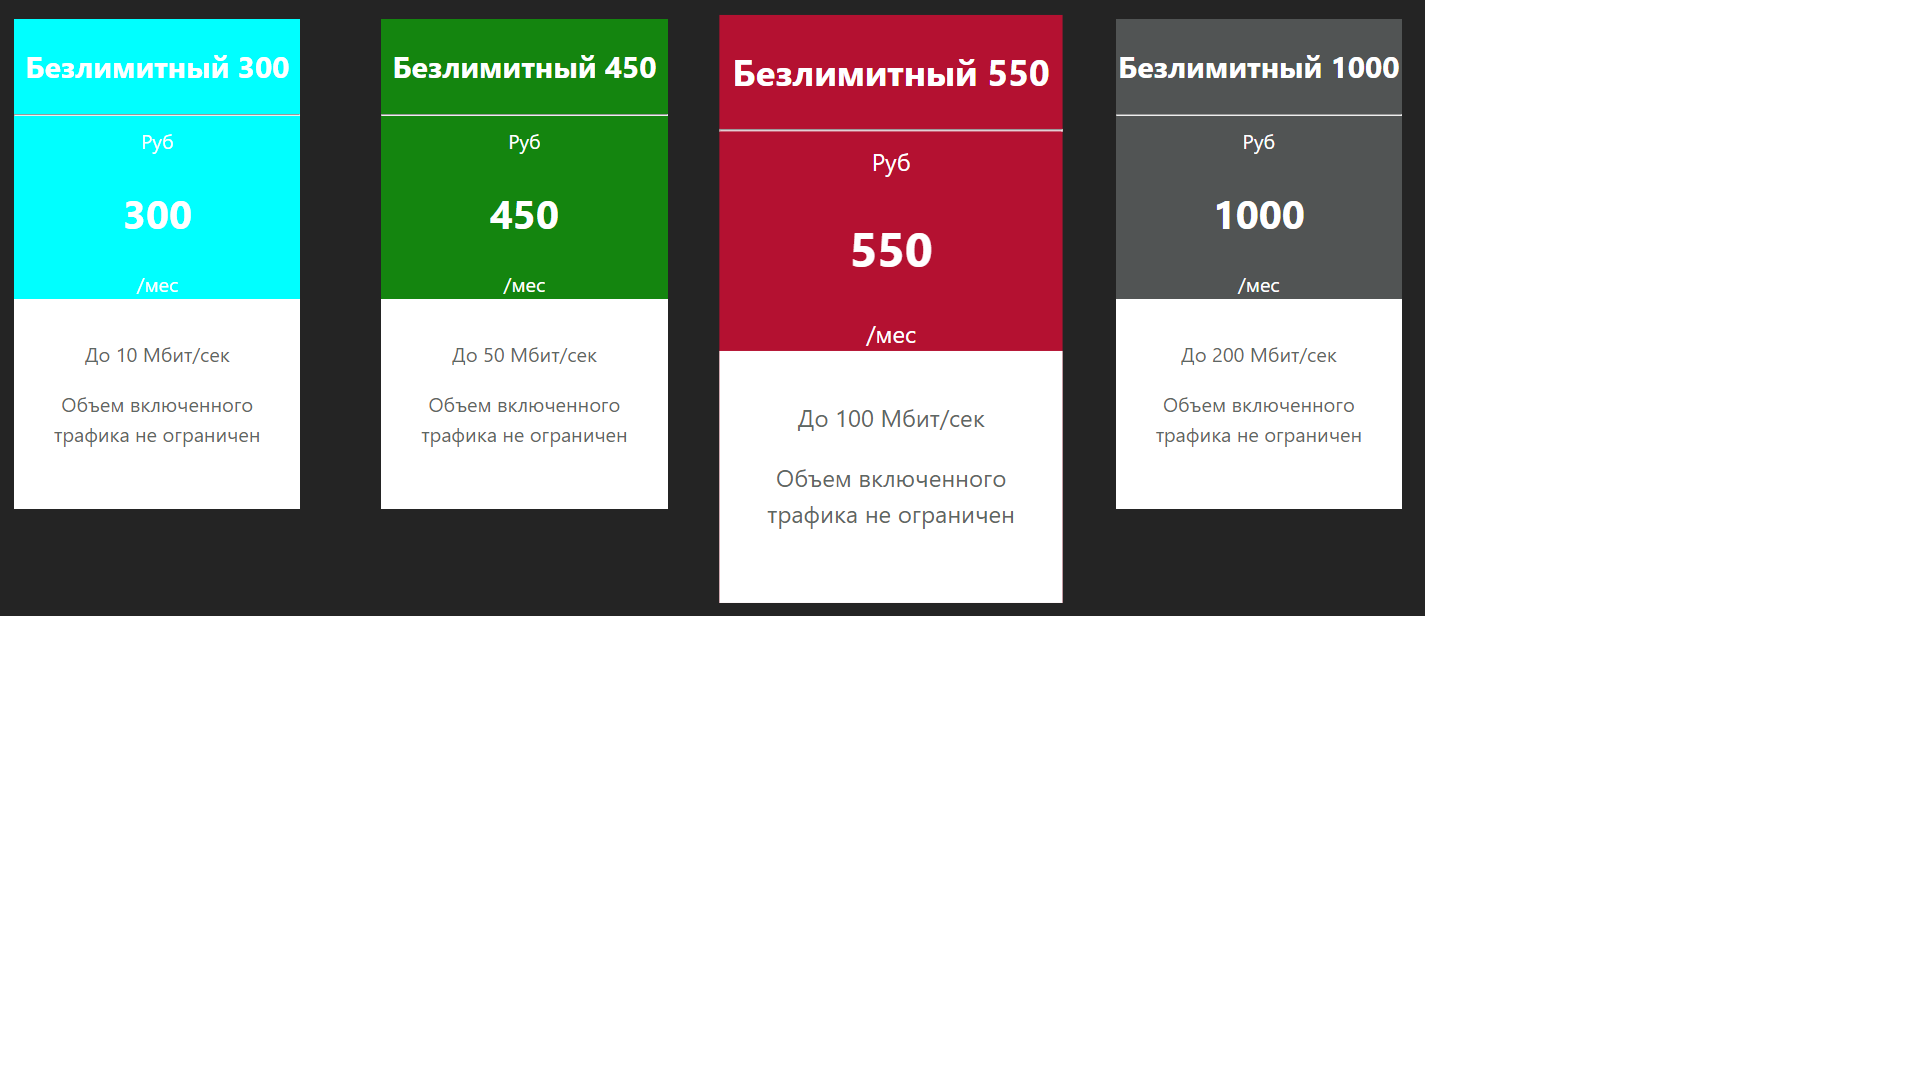 Безлимитный 300
Руб
300
/мес
До 10 Мбит/сек
Объем включенного
трафика не ограничен
Безлимитный 450
Руб
450
/мес
До 50 Мбит/сек
Объем включенного
трафика не ограничен
Безлимитный 550
Руб
550
/мес
До 100 Мбит/сек
Объем включенного
трафика не ограничен
Безлимитный 1000
Руб
1000
/мес
До 200 Мбит/сек
Объем включенного
трафика не ограничен